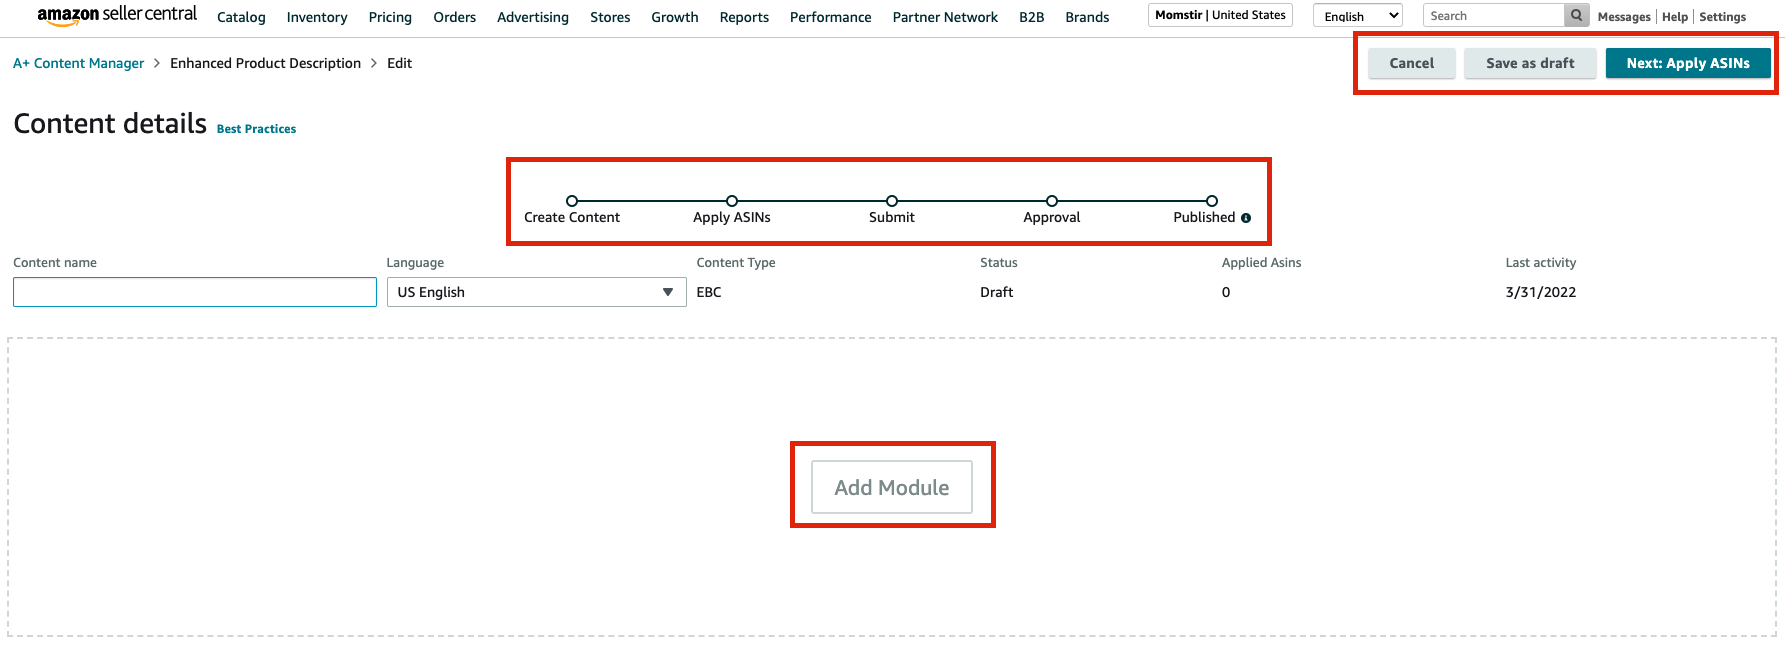 amazon seller central Catalog Inventory Pricing Orders Advertising Stores Growth Reports Performance Partner Network B2B Brands Momstir | United States English Search Messages Help Settings
A+ Content Manager > Enhanced Product Description > Edit Cancel Save as draft Next: Apply ASINs
Content details Best Practices
Create Content Apply ASINs Submit Approval Published
Content name Language Content Type Status Applied Asins Last activity
US English EBC Draft 0 3/31/2022
Add Module